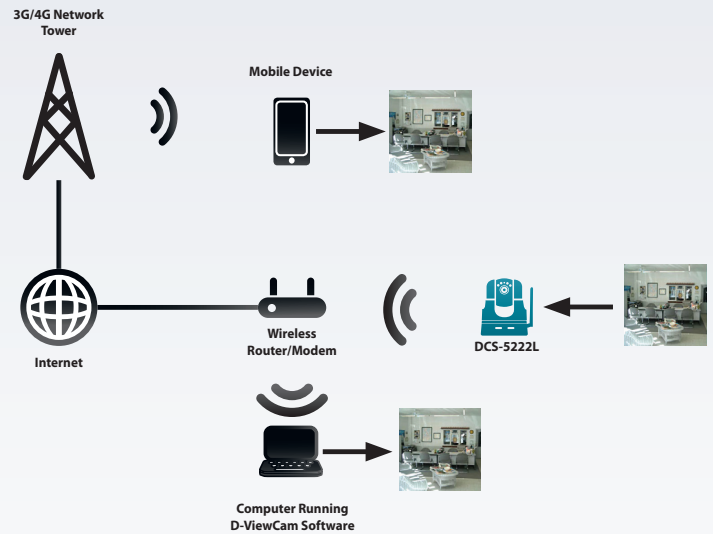 3G/4G Network
Tower
Mobile Device
Internet
Wireless
Router/Modem
DCS-5222L
Computer Running
D-ViewCam Software